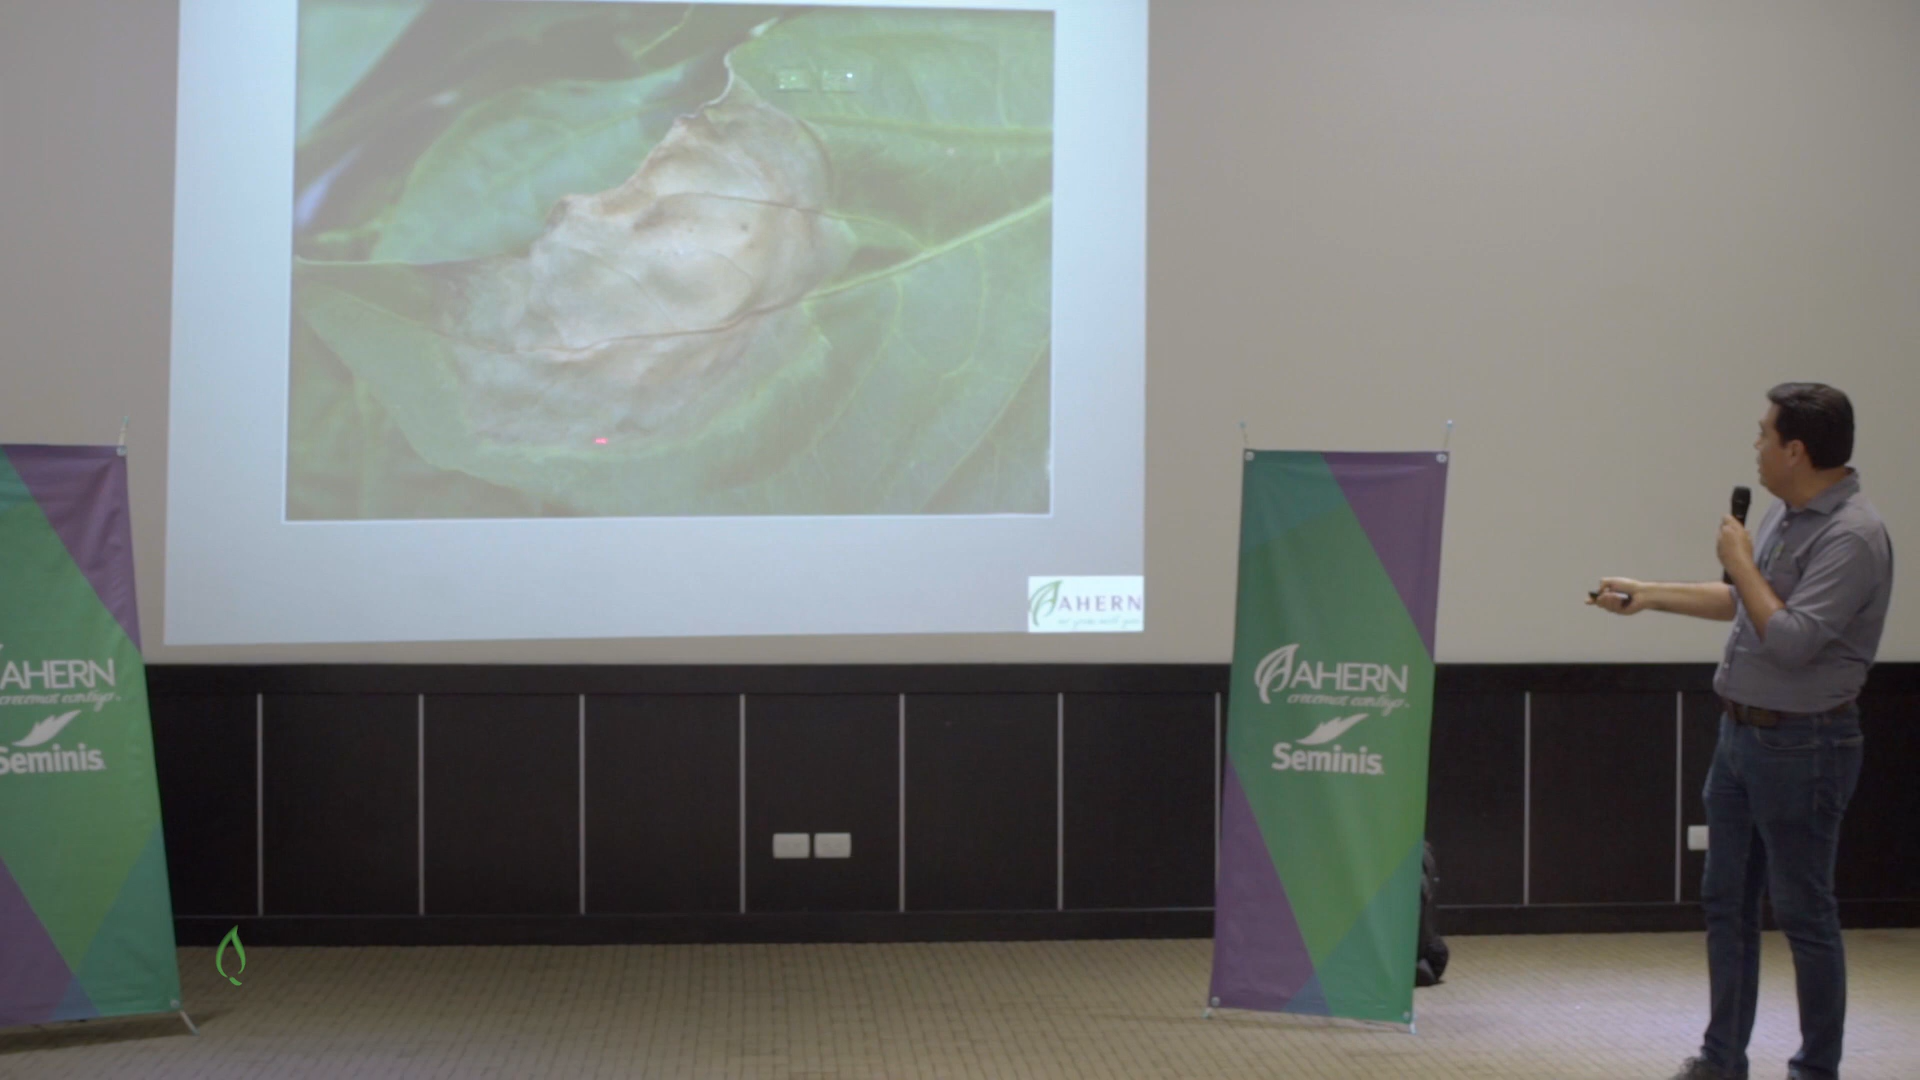 AHERN
AHERN
crecemos contigo
Seminis
AHERN
crecemos contigo
Seminis